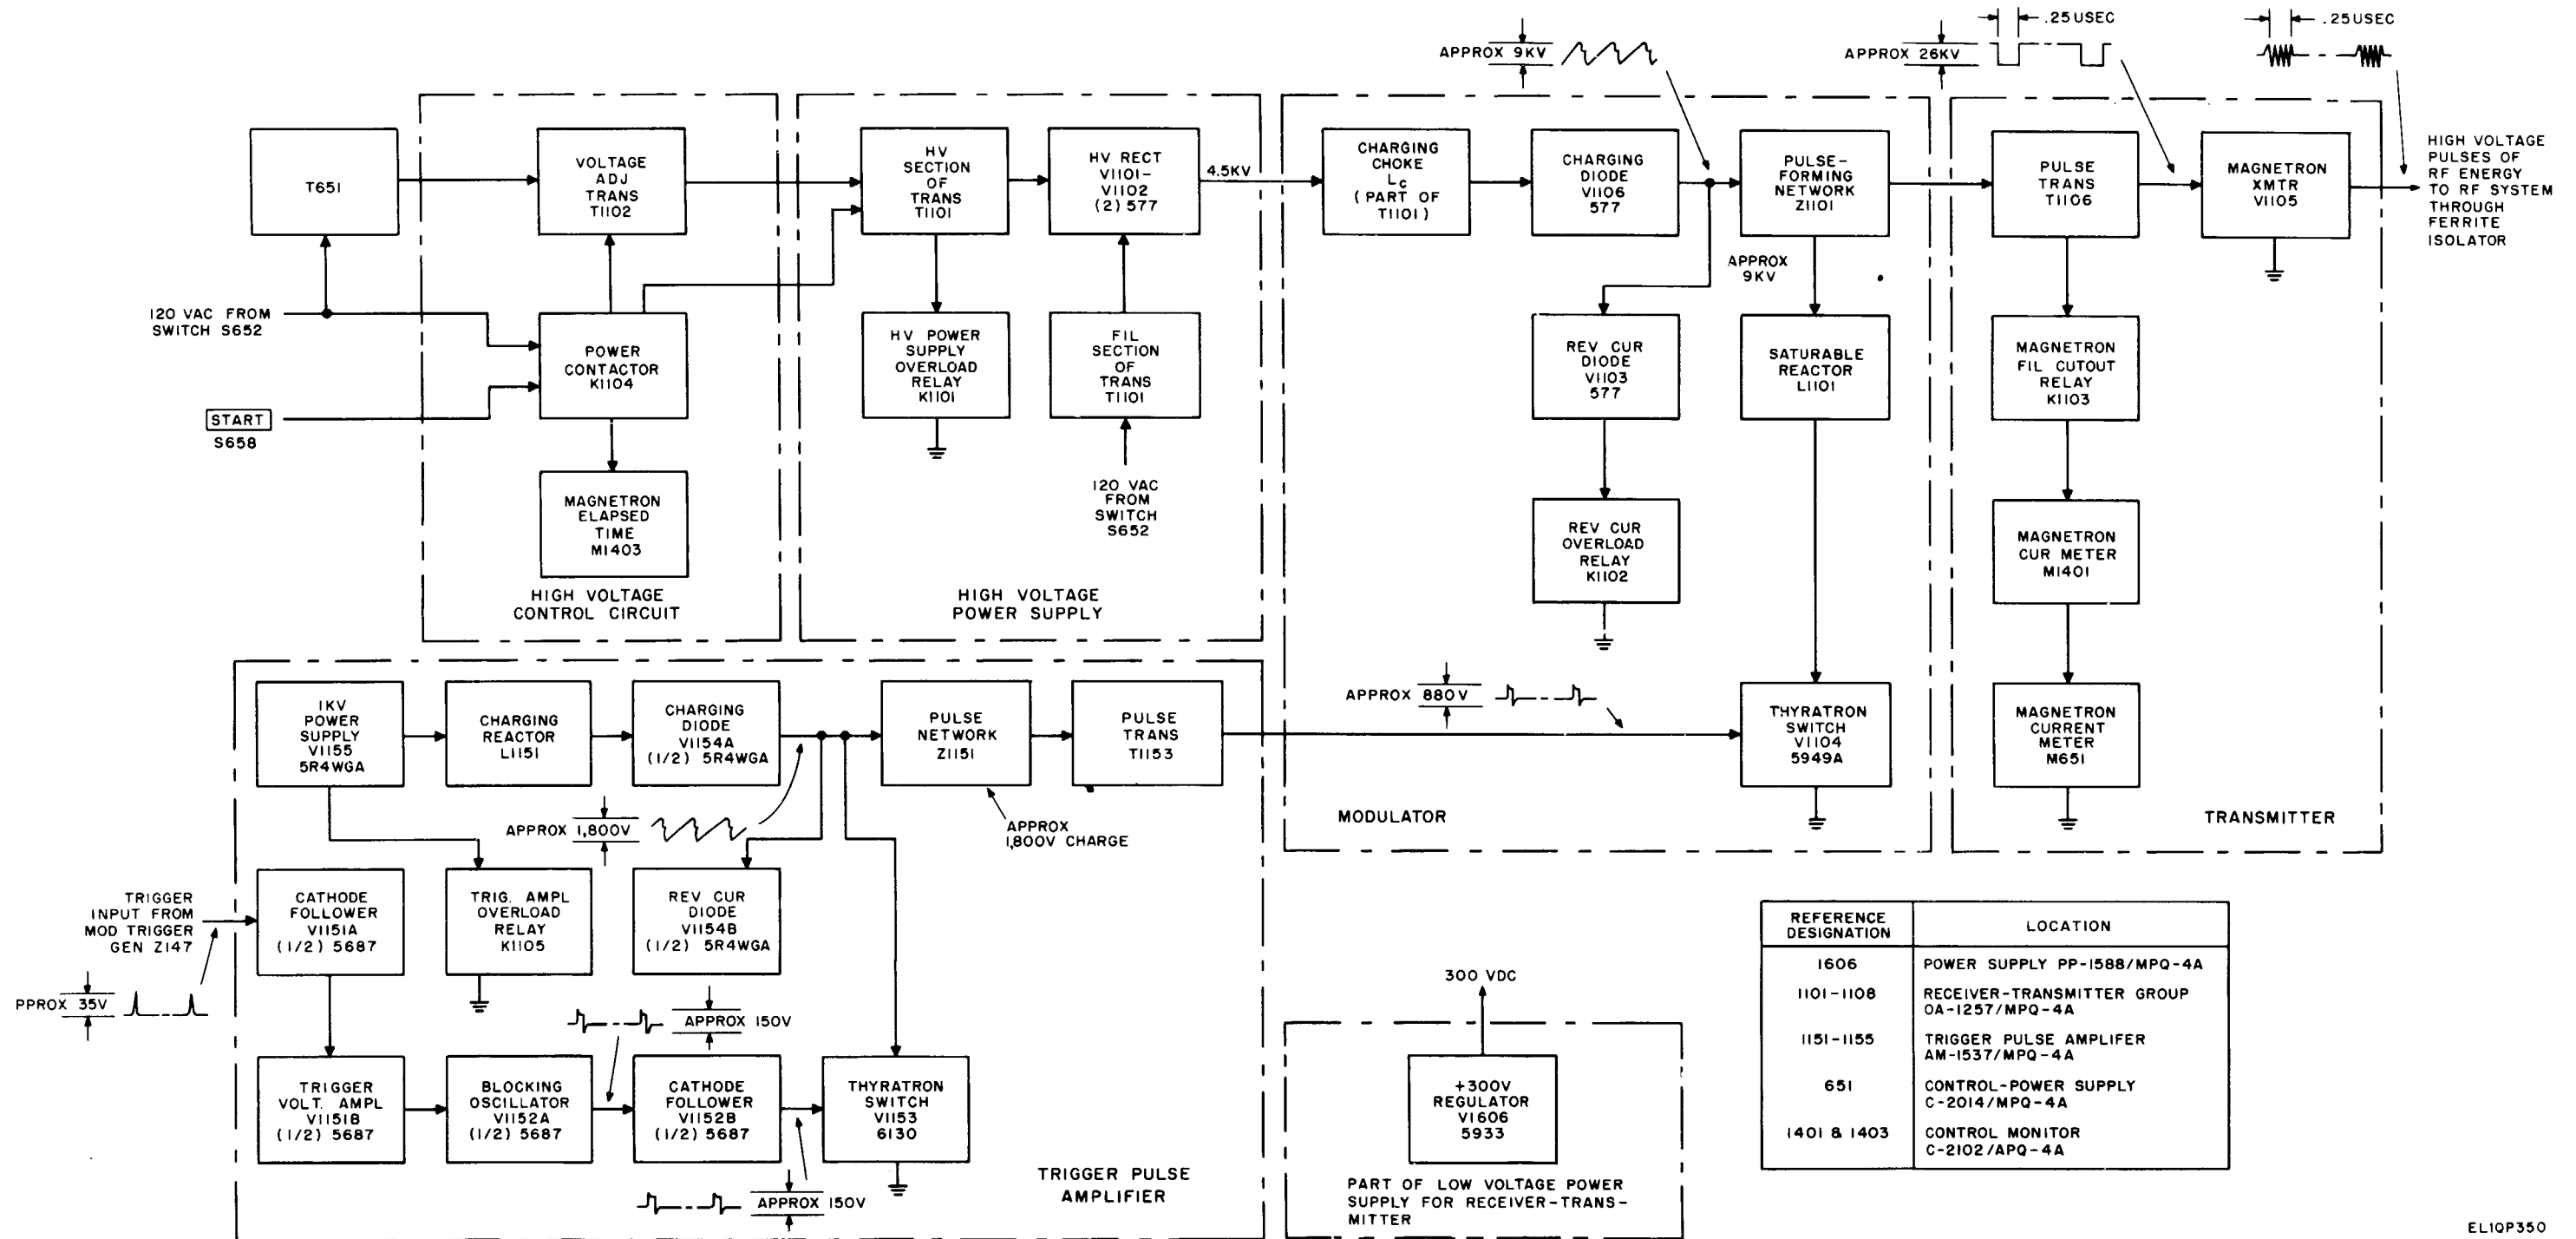 .25USEC
.25USEC
APPROX 9KV
APPROX 26KV
T651
VOLTAGE
ADJ
TRANS
T1102
HV
SECTION
OF
TRANS
T1101
HV RECT
V1101-
V1102
(2) 577
4.5KV
CHARGING
CHOKE
LC
(PART OF
T1101)
CHARGING
DIODE
V1106
577
PULSE-
FORMING
NETWORK
Z1101
PULSE
TRANS
T1106
MAGNETRON
XMTR
V1105
HIGH VOLTAGE
PULSES OF
RF ENERGY
TO RF SYSTEM
THROUGH
FERRITE
ISOLATOR
120 VAC FROM
SWITCH S652
START
S658
POWER
CONTACTOR
K1104
HV POWER
SUPPLY
OVERLOAD
RELAY
K1101
FIL
SECTION
OF
TRANS
T1101
APPROX
9KV
REV CUR
DIODE
V1103
577
SATURABLE
REACTOR
L1101
MAGNETRON
FIL CUTOUT
RELAY
K1103
MAGNETRON
ELAPSED
TIME
M1403
120 VAC
FROM
SWITCH
S652
REV CUR
OVERLOAD
RELAY
K1102
MAGNETRON
CUR METER
M1401
HIGH VOLTAGE
CONTROL CIRCUIT
HIGH VOLTAGE
POWER SUPPLY
1KV
POWER
SUPPLY
V1155
5R4WGA
CHARGING
REACTOR
L1151
CHARGING
DIODE
V1154A
(1/2) 5R4WGA
PULSE
NETWORK
Z1151
PULSE
TRANS
T1153
APPROX 880V
THYRATRON
SWITCH
V1104
5949A
MAGNETRON
CURRENT
METER
M651
APPROX 1,800V
APPROX
1,800V CHARGE
MODULATOR
TRANSMITTER
TRIGGER
INPUT FROM
MOD TRIGGER
GEN Z147
CATHODE
FOLLOWER
V1151A
(1/2) 5687
TRIG. AMPL
OVERLOAD
RELAY
K1105
REV CUR
DIODE
V1154B
(1/2) 5R4WGA
PPROX 35V
APPROX 150V
TRIGGER
VOLT. AMPL
V1151B
(1/2) 5687
BLOCKING
OSCILLATOR
V1152A
(1/2) 5687
CATHODE
FOLLOWER
V1152B
(1/2) 5687
THYRATRON
SWITCH
V1153
6130
APPROX 150V
TRIGGER PULSE
AMPLIFIER
300 VDC
+300V
REGULATOR
V1606
5933
PART OF LOW VOLTAGE POWER
SUPPLY FOR RECEIVER-TRANS-
MITTER
REFERENCE
DESIGNATION
LOCATION
1606
POWER SUPPLY PP-1588/MPQ-4A
1101-1108
RECEIVER-TRANSMITTER GROUP
OA-1257/MPQ-4A
1151-1155
TRIGGER PULSE AMPLIFER
AM-1537/MPQ-4A
651
CONTROL-POWER SUPPLY
C-2014/MPQ-4A
1401 & 1403
CONTROL MONITOR
C-2102/APQ-4A
EL1QP350